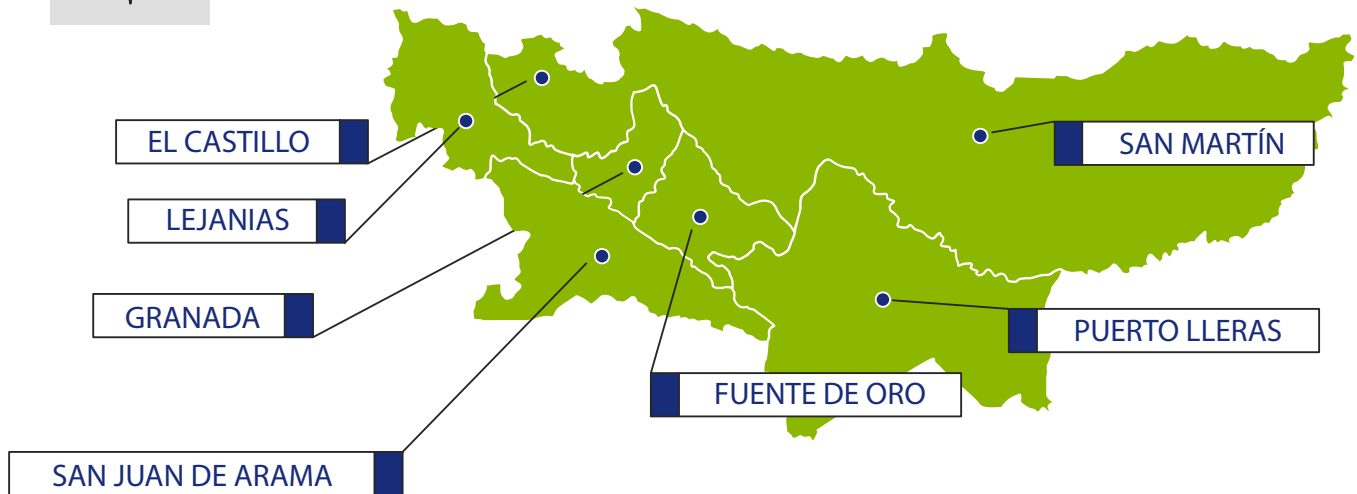 EL CASTILLO
SAN MARTÍN
LEJANIAS
GRANADA
PUERTO LLERAS
FUENTE DE ORO
SAN JUAN DE ARAMA